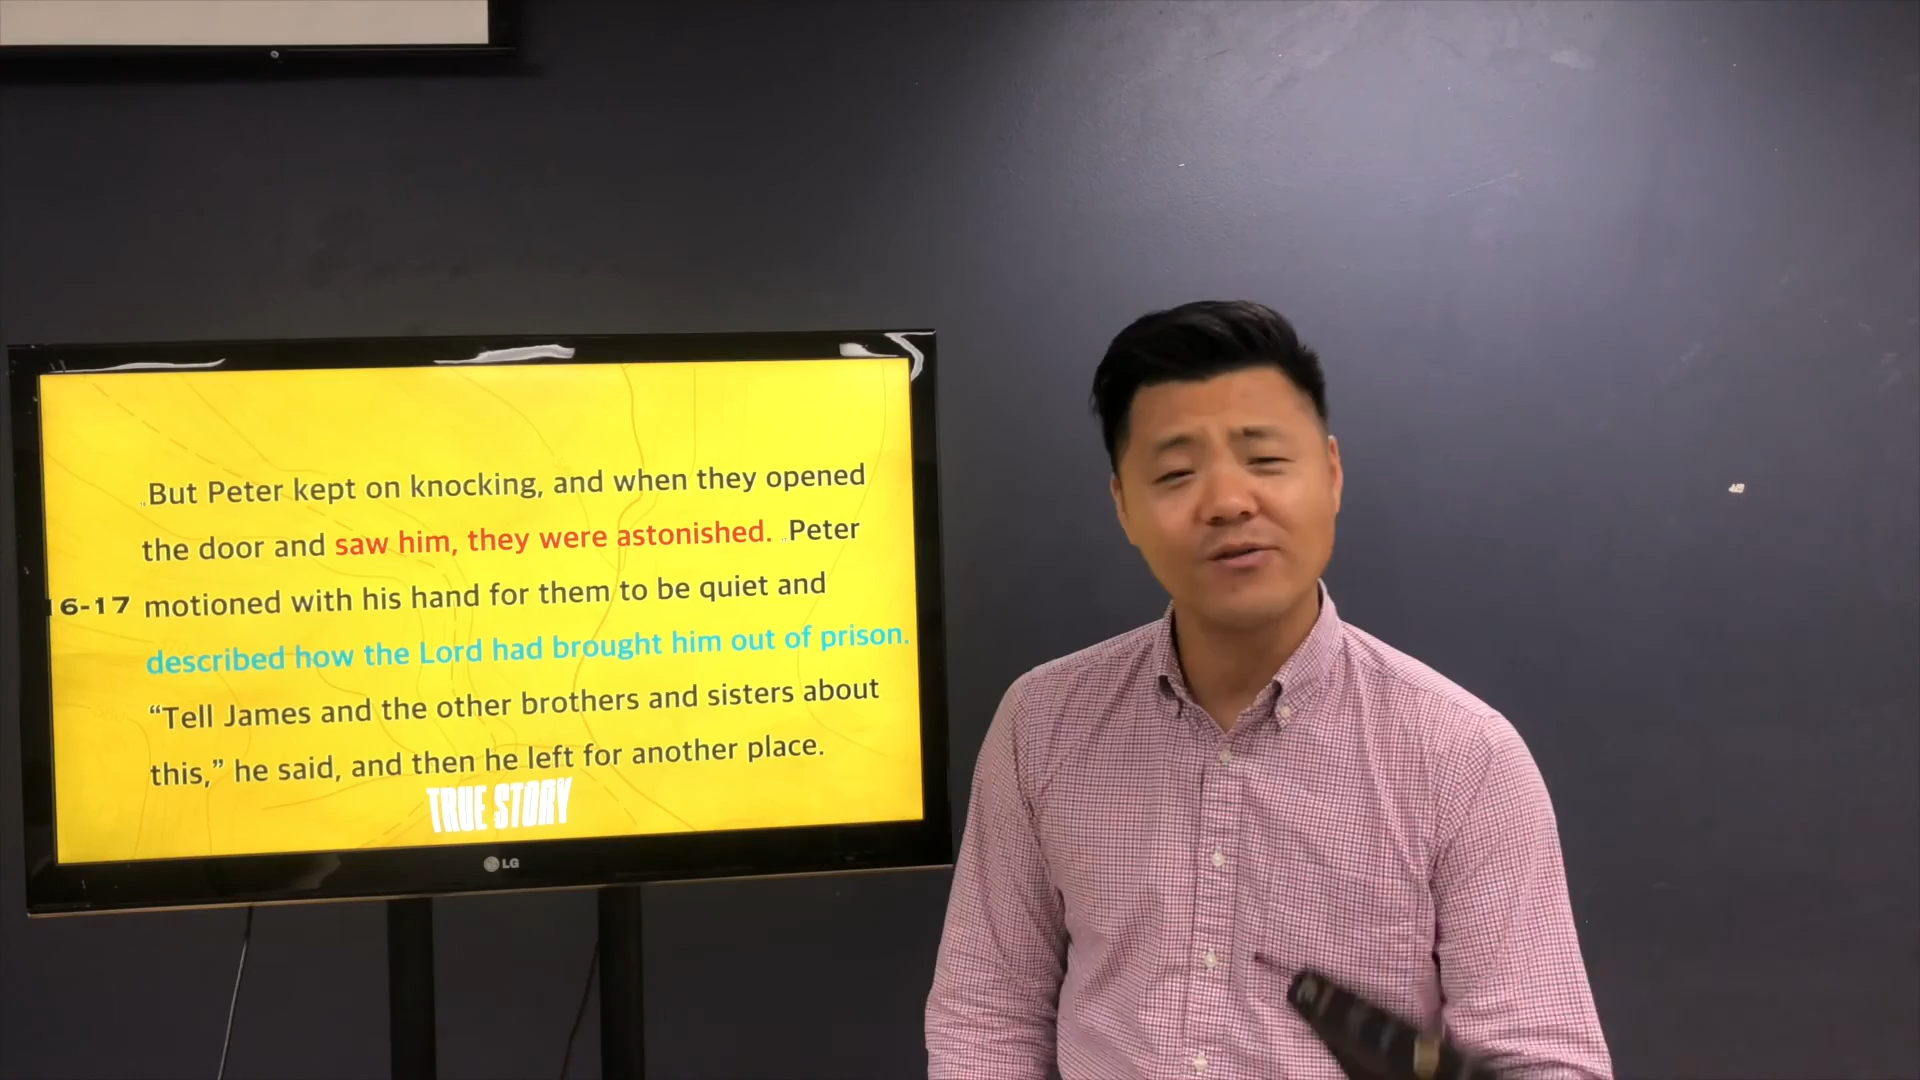 But Peter kept on knocking, and when they opened
the door and saw him, they were astonished. Peter
16-17 motioned with his hand for them to be quiet and
described how the Lord had brought him out of prison.
“Tell James and the other brothers and sisters about
this,” he said, and then he left for another place.
TRUE STORY
LG